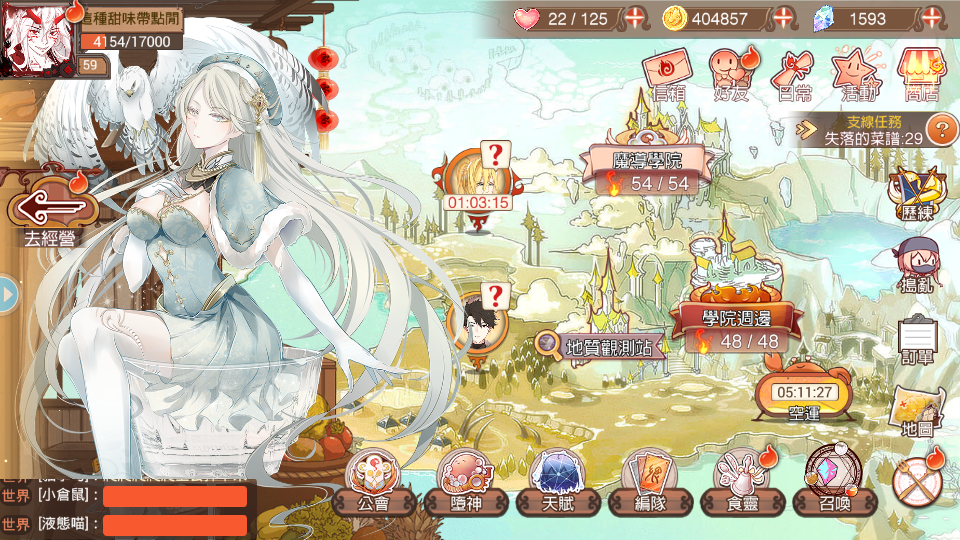 這種甜味帶點閒
4154/17000
59
22 / 125
404857
1593
信箱
好友
日常
活動
商店
支線任務
失落的菜譜:29
?
去經營
?
01:03:15
魔導學院
54 / 54
歷練
搗亂
?
地質觀測站
學院週邊
48 / 48
訂單
05:11:27
空運
地圖
世界 [小倉鼠] :
世界 [液態喵] :
公會
墮神
天賦
編隊
食靈
召喚